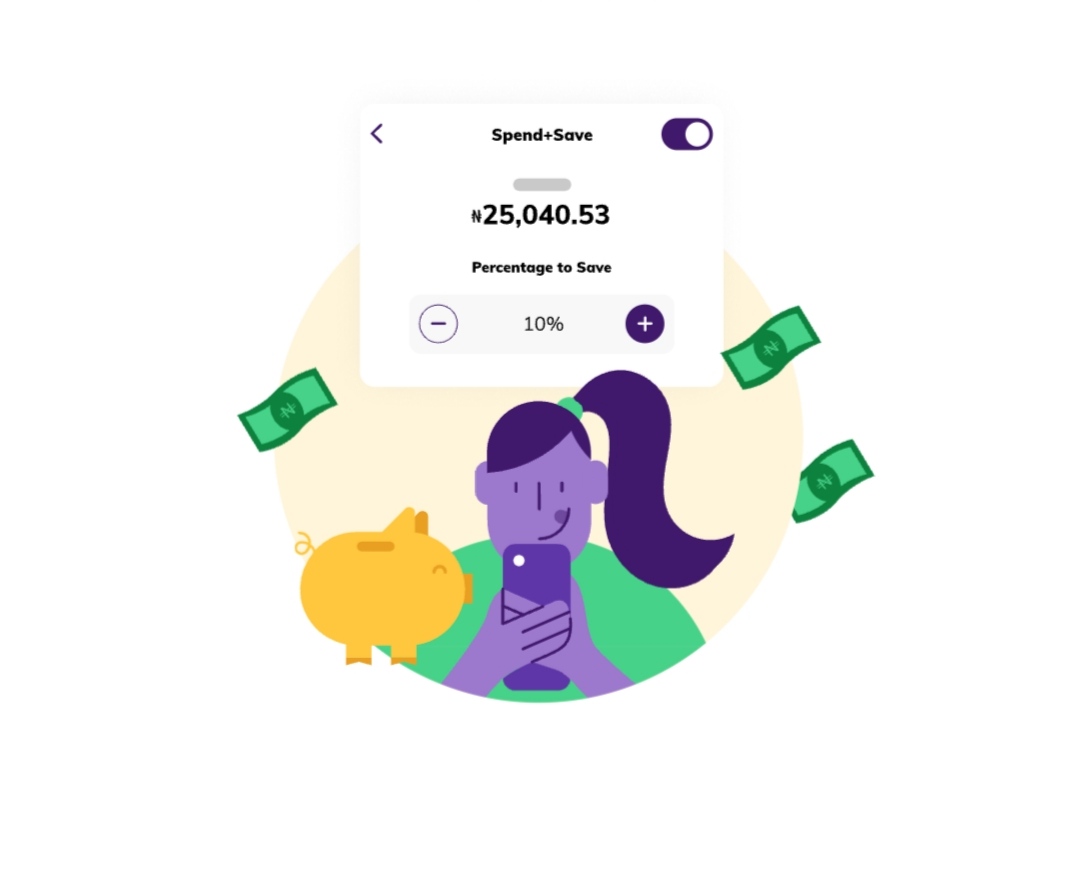 Spend+Save
₦25,040.53
Percentage to Save
10%
₦
₦
₦